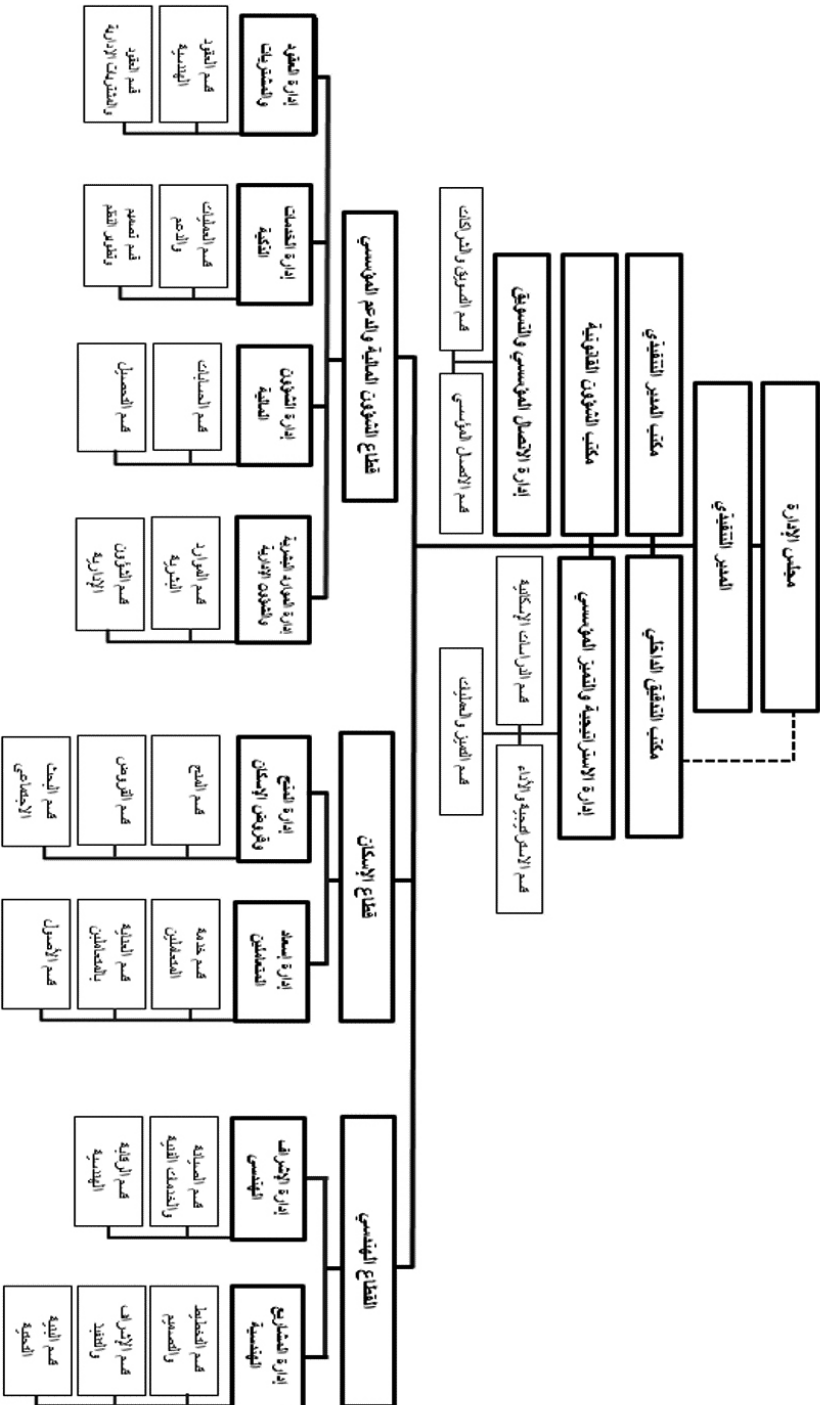 مجلس الإدارة
المدير التنفيذي
مكتب التدقيق الداخلي
مكتب المدير التنفيذي
مكتب الشؤون القانونية
إدارة الاستراتيجية والتميز المؤسسي
قسم الاستراتيجية والأداء
قسم الدراسات الإسكانية
قسم التميز والعمليات
إدارة الاتصال المؤسسي والتسويق
قسم الاتصال المؤسسي
قسم التسويق والشراكات
القطاع الهندسي
إدارة المشاريع
الهندسية
قسم التخطيط
والتصميم
قسم الإشراف
والتنفيذ
قسم البنية
التحتية
إدارة الإشراف
الهندسي
قسم الصيانة
والخدمات الفنية
قسم الرقابة
الهندسية
قطاع الإسكان
إدارة إسعاد
المتعاملين
قسم خدمة
المتعاملين
قسم العناية
بالمتعاملين
قسم الأصول
إدارة المنح
وقروض الإسكان
قسم المنح
قسم القروض
قسم البحث
الاجتماعي
قطاع الشؤون المالية والدعم المؤسسي
إدارة الموارد البشرية
والشؤون الإدارية
قسم الموارد
البشرية
قسم الشؤون
الإدارية
إدارة الشؤون
المالية
قسم الحسابات
قسم التحصيل
إدارة الخدمات
الذكية
قسم العمليات
والدعم
قسم تصميم
وتطوير النظم
إدارة العقود
والمشتريات
قسم العقود
الهندسية
قسم العقود
والمشتريات الإدارية